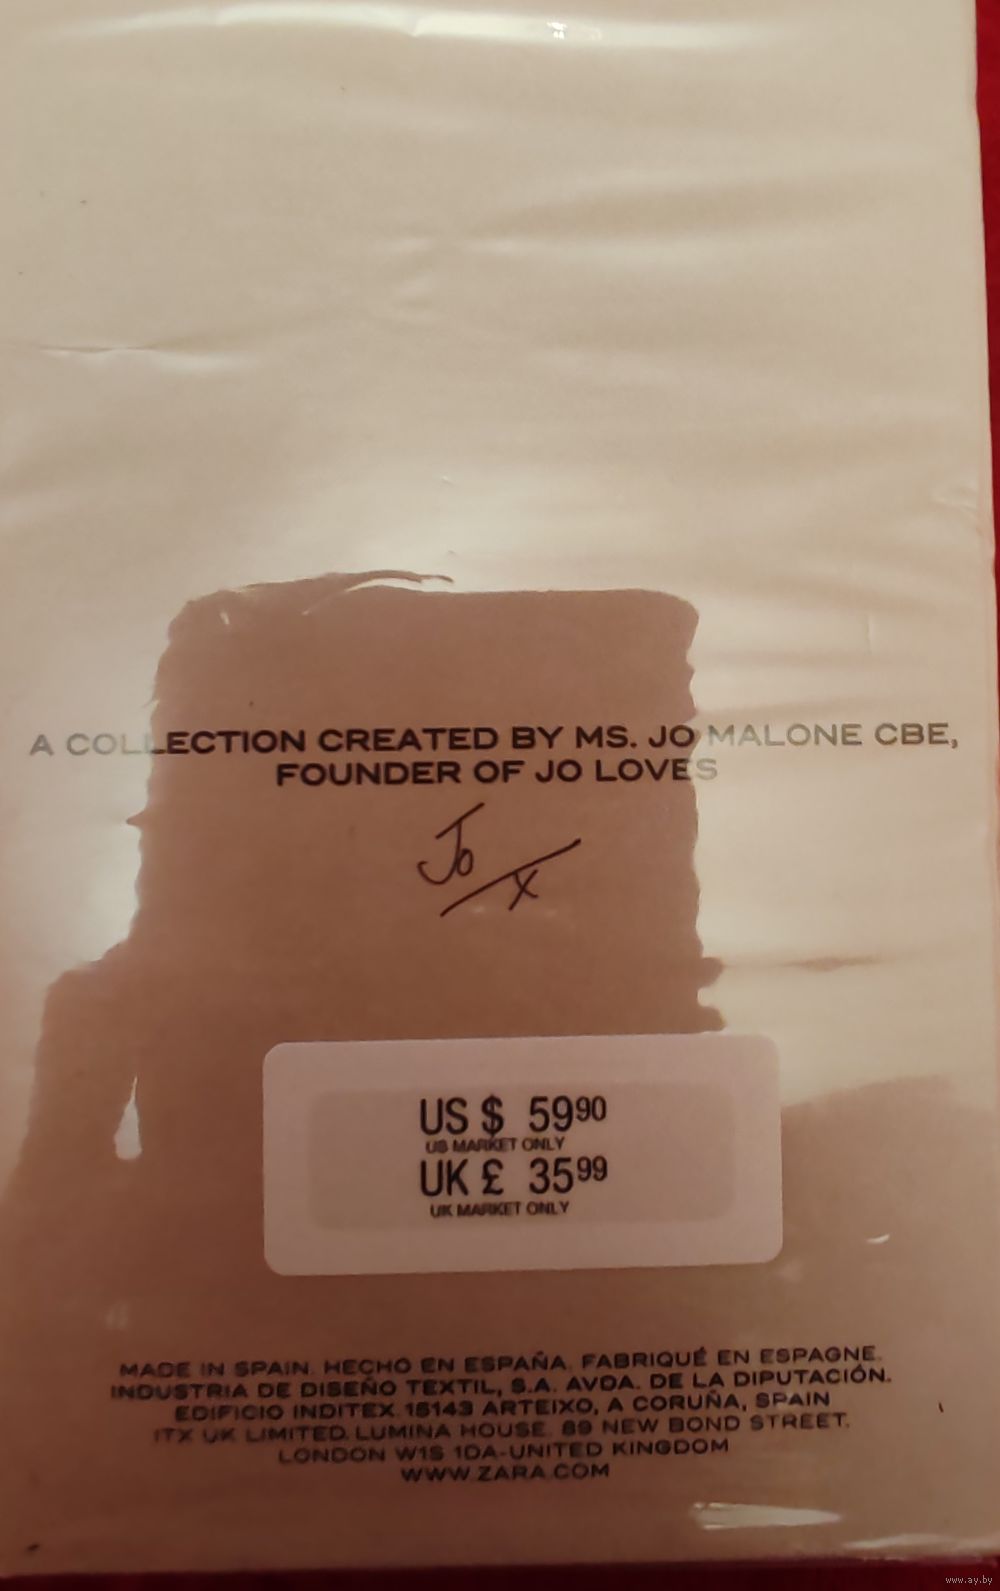 A COLLECTION CREATED BY MS. JO MALONE CBE,
FOUNDER OF JO LOVES
Jo
x
US $ 5990
US MARKET ONLY
UK £ 3599
UK MARKET ONLY
MADE IN SPAIN. HECHO EN ESPAÑA. FABRIQUÉ EN ESPAGNE.
INDUSTRIA DE DISEÑO TEXTIL, S.A. AVDA. DE LA DIPUTACIÓN.
EDIFICIO INDITEX. 15143 ARTEIXO, A CORUÑA, SPAIN
ITX UK LIMITED. LUMINA HOUSE. 89 NEW BOND STREET.
LONDON W1S 1DA-UNITED KINGDOM
WWW.ZARA.COM
www.ay.by